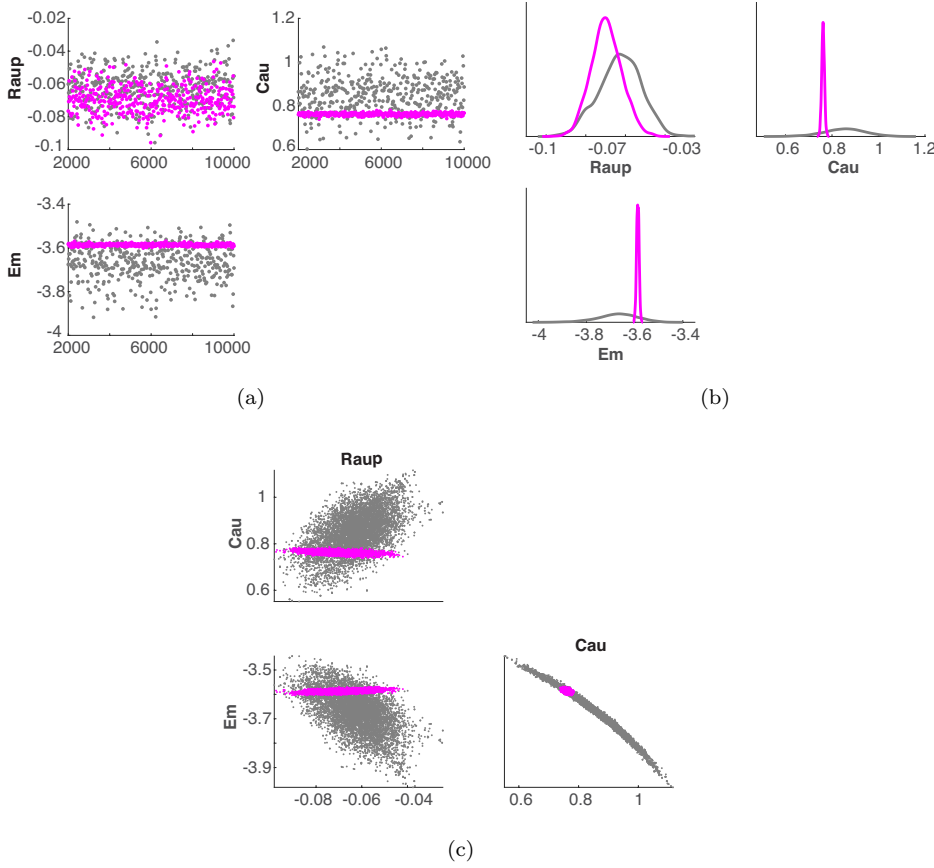 -0.02
-0.04
-0.06
-0.08
-0.1
Raup
2000 6000 10000
1.2
1
0.8
0.6
Cau
2000 6000 10000
-3.4
-3.6
-3.8
-4
Em
2000 6000 10000
(a)
-0.1 -0.07 -0.03
Raup
0.6 0.8 1 1.2
Cau
-4 -3.8 -3.6 -3.4
Em
(b)
Raup
1
0.8
0.6
Cau
Cau
-3.5
-3.7
-3.9
Em
-0.08 -0.06 -0.04
0.6 0.8 1
(c)